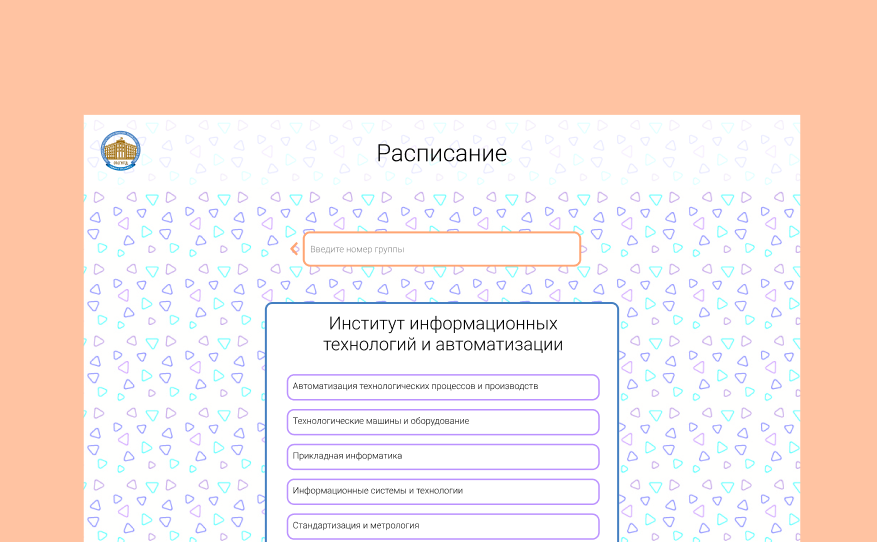 Расписание
Введите номер группы
Институт информационных
технологий и автоматизации
Автоматизация технологических процессов и производств
Технологические машины и оборудование
Прикладная информатика
Информационные системы и технологии
Стандартизация и метрология